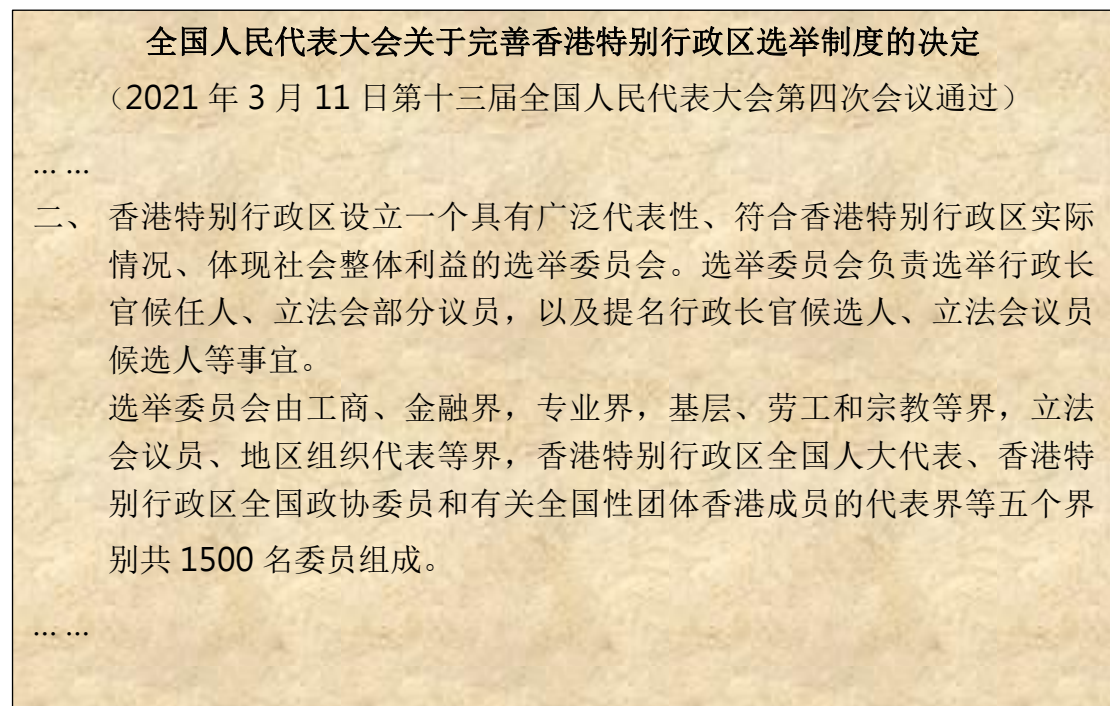 全国人民代表大会关于完善香港特别行政区选举制度的决定
（2021 年 3 月 11 日第十三届全国人民代表大会第四次会议通过）
... ...
二、 香港特别行政区设立一个具有广泛代表性、符合香港特别行政区实际
情况、体现社会整体利益的选举委员会。选举委员会负责选举行政长
官候任人、立法会部分议员，以及提名行政长官候选人、立法会议员
候选人等事宜。
选举委员会由工商、金融界，专业界，基层、劳工和宗教等界，立法
会议员、地区组织代表等界，香港特别行政区全国人大代表、香港特
别行政区全国政协委员和有关全国性团体香港成员的代表界等五个界
别共 1500 名委员组成。
... ...